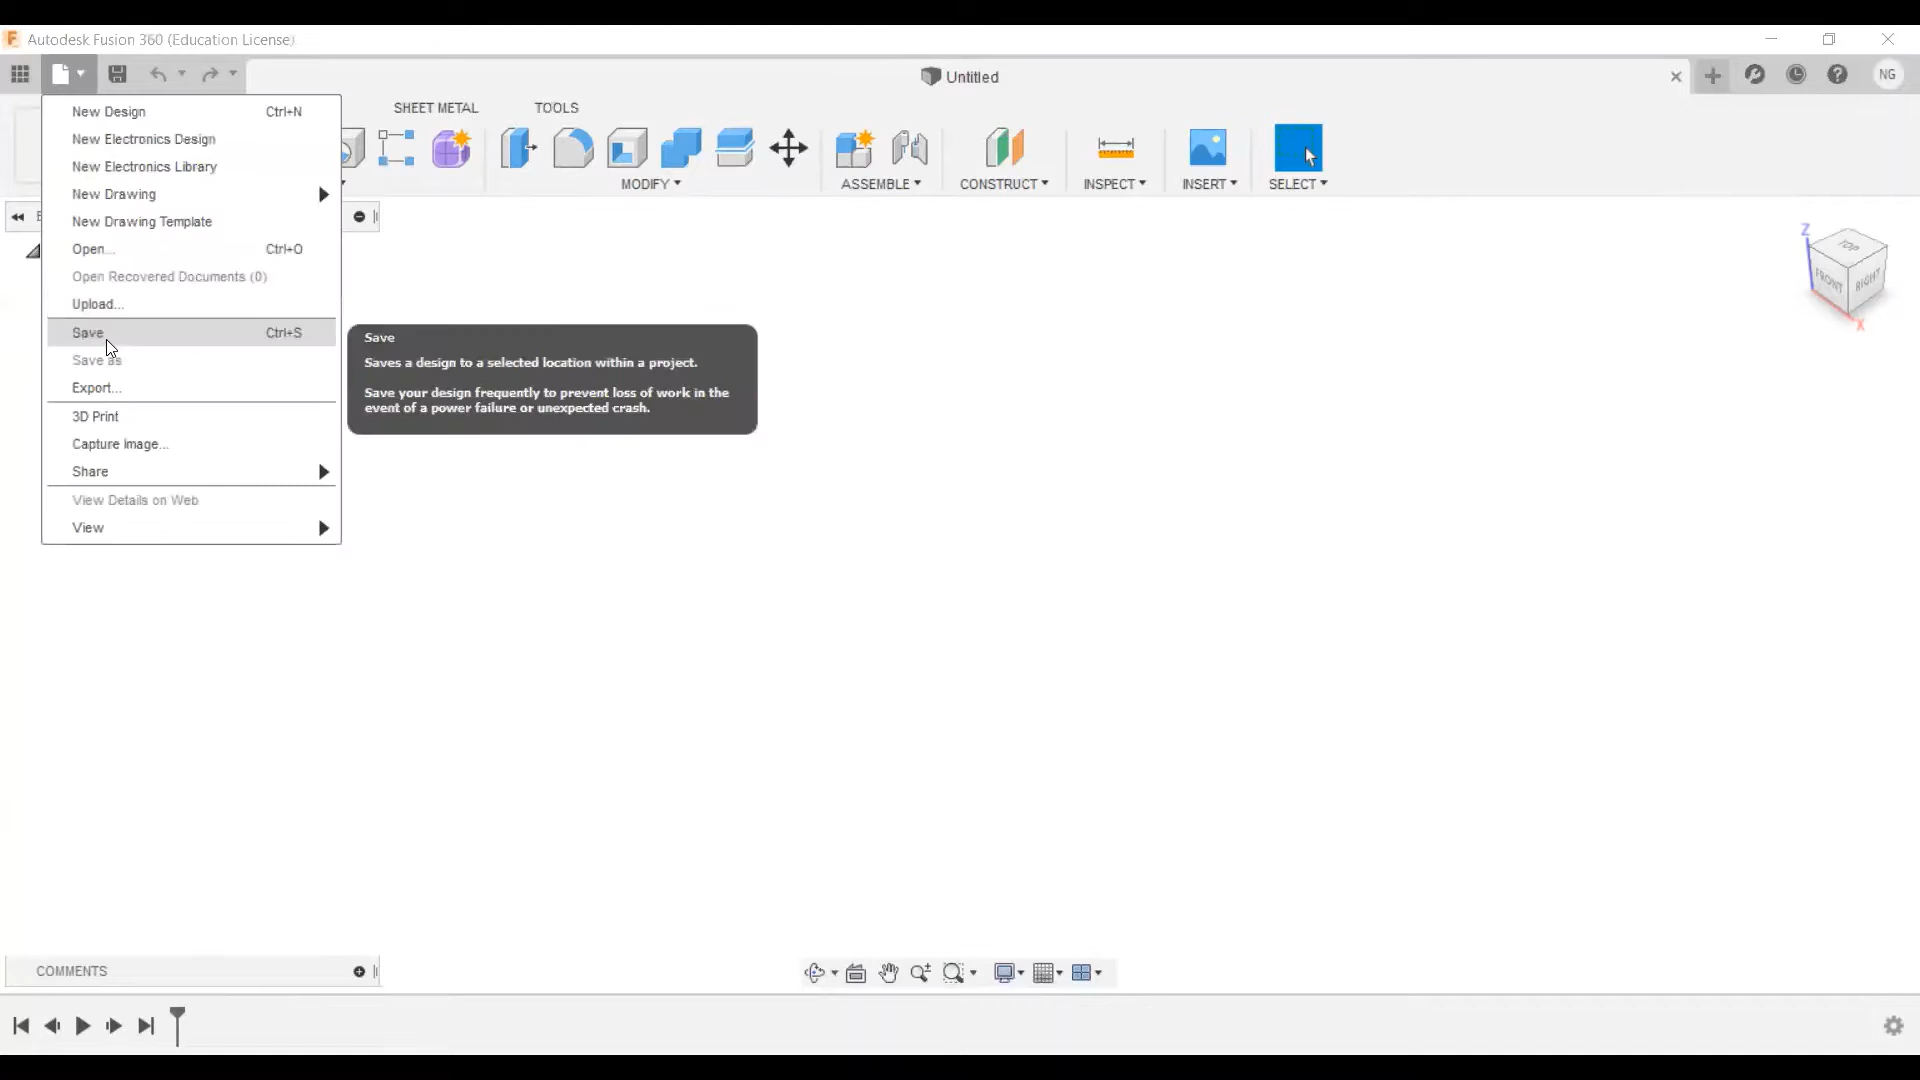 Autodesk Fusion 360 (Education License)
Untitled
NG
SHEET METAL
TOOLS
MODIFY
ASSEMBLE
CONSTRUCT
INSPECT
INSERT
SELECT
New Design Ctrl+N
New Electronics Design
New Electronics Library
New Drawing
New Drawing Template
Open... Ctrl+O
Open Recovered Documents (0)
Upload...
Save Ctrl+S
Save as
Export...
3D Print
Capture Image...
Share
View Details on Web
View
Save
Saves a design to a selected location within a project.
Save your design frequently to prevent loss of work in the
event of a power failure or unexpected crash.
Z
TOP
FRONT
RIGHT
X
COMMENTS